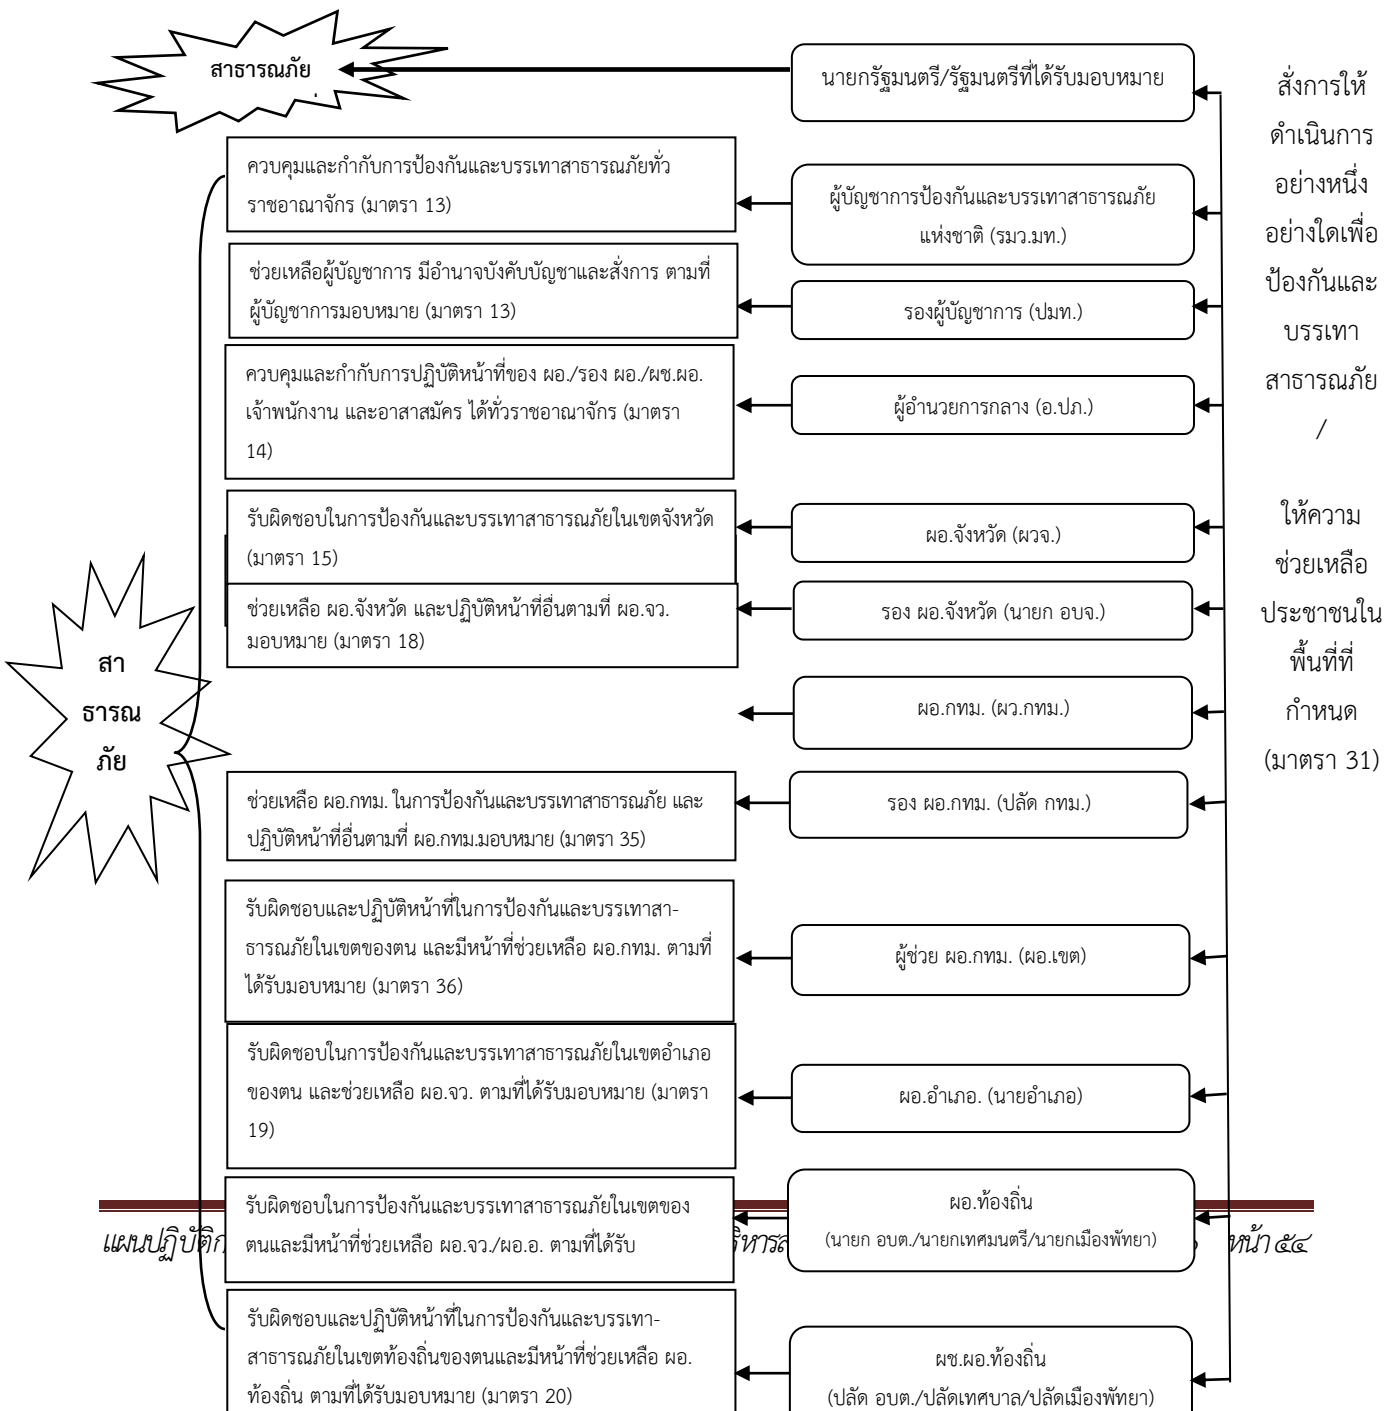 สาธารณภัย
นายกรัฐมนตรี/รัฐมนตรีที่ได้รับมอบหมาย
สั่งการให้
ดำเนินการ
อย่างหนึ่ง
อย่างใดเพื่อ
ป้องกันและ
บรรเทา
สาธารณภัย
/
ให้ความ
ช่วยเหลือ
ประชาชนใน
พื้นที่ที่
กำหนด
(มาตรา 31)
ควบคุมและกำกับการป้องกันและบรรเทาสาธารณภัยทั่ว
ราชอาณาจักร (มาตรา 13)
ผู้บัญชาการป้องกันและบรรเทาสาธารณภัย
แห่งชาติ (รมว.มท.)
ช่วยเหลือผู้บัญชาการ มีอำนาจบังคับบัญชาและสั่งการ ตามที่
ผู้บัญชาการมอบหมาย (มาตรา 13)
รองผู้บัญชาการ (ปมท.)
ควบคุมและกำกับการปฏิบัติหน้าที่ของ ผอ./รอง ผอ./ผช.ผอ.
เจ้าพนักงาน และอาสาสมัคร ได้ทั่วราชอาณาจักร (มาตรา
14)
ผู้อำนวยการกลาง (อ.ปภ.)
รับผิดชอบในการป้องกันและบรรเทาสาธารณภัยในเขตจังหวัด
(มาตรา 15)
ผอ.จังหวัด (ผวจ.)
ช่วยเหลือ ผอ.จังหวัด และปฏิบัติหน้าที่อื่นตามที่ ผอ.จว.
มอบหมาย (มาตรา 18)
รอง ผอ.จังหวัด (นายก อบจ.)
สา
ธารณ
ภัย
ผอ.กทม. (ผว.กทม.)
ช่วยเหลือ ผอ.กทม. ในการป้องกันและบรรเทาสาธารณภัย และ
ปฏิบัติหน้าที่อื่นตามที่ ผอ.กทม.มอบหมาย (มาตรา 35)
รอง ผอ.กทม. (ปลัด กทม.)
รับผิดชอบและปฏิบัติหน้าที่ในการป้องกันและบรรเทาสา-
ธารณภัยในเขตของตน และมีหน้าที่ช่วยเหลือ ผอ.กทม. ตามที่
ได้รับมอบหมาย (มาตรา 36)
ผู้ช่วย ผอ.กทม. (ผอ.เขต)
รับผิดชอบในการป้องกันและบรรเทาสาธารณภัยในเขตอำเภอ
ของตน และช่วยเหลือ ผอ.จว. ตามที่ได้รับมอบหมาย (มาตรา
19)
ผอ.อำเภอ. (นายอำเภอ)
รับผิดชอบในการป้องกันและบรรเทาสาธารณภัยในเขตของ
ตนและมีหน้าที่ช่วยเหลือ ผอ.จว./ผอ.อ. ตามที่ได้รับ
ผอ.ท้องถิ่น
(นายก อบต./นายกเทศมนตรี/นายกเมืองพัทยา)
แผนปฏิบัติก
หน้า ๕๔
รับผิดชอบและปฏิบัติหน้าที่ในการป้องกันและบรรเทา-
สาธารณภัยในเขตท้องถิ่นของตนและมีหน้าที่ช่วยเหลือ ผอ.
ท้องถิ่น ตามที่ได้รับมอบหมาย (มาตรา 20)
ผช.ผอ.ท้องถิ่น
(ปลัด อบต./ปลัดเทศบาล/ปลัดเมืองพัทยา)